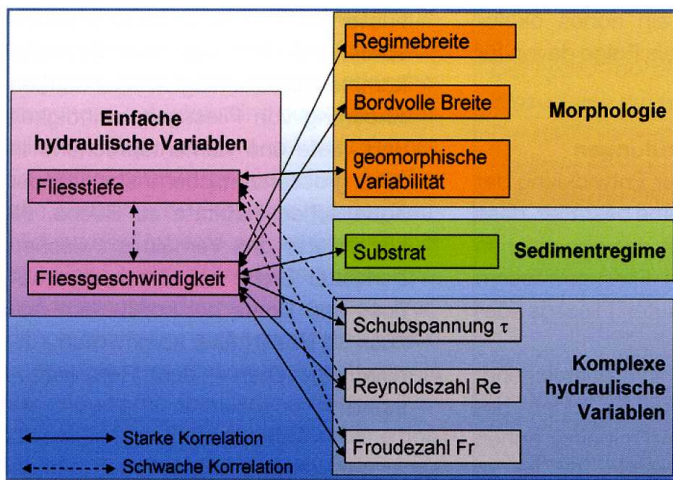 Einfache
hydraulische Variablen
Fliesstiefe
Fliessgeschwindigkeit
Regimebreite
Bordvolle Breite
geomorphische
Variabilität
Morphologie
Substrat
Sedimentregime
Schubspannung τ
Reynoldszahl Re
Froudezahl Fr
Komplexe
hydraulische
Variablen
Starke Korrelation
Schwache Korrelation